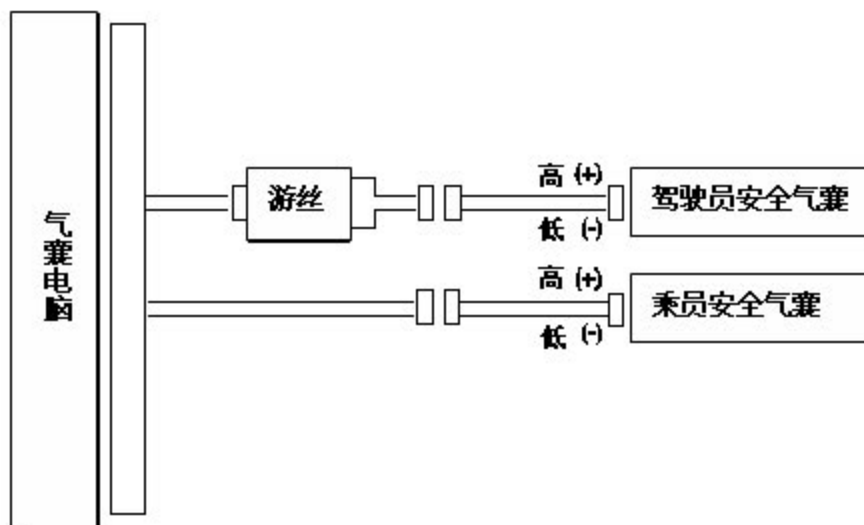 气囊电脑
游丝
高 (+)
低 (-)
驾驶员安全气囊
高 (+)
低 (-)
乘员安全气囊